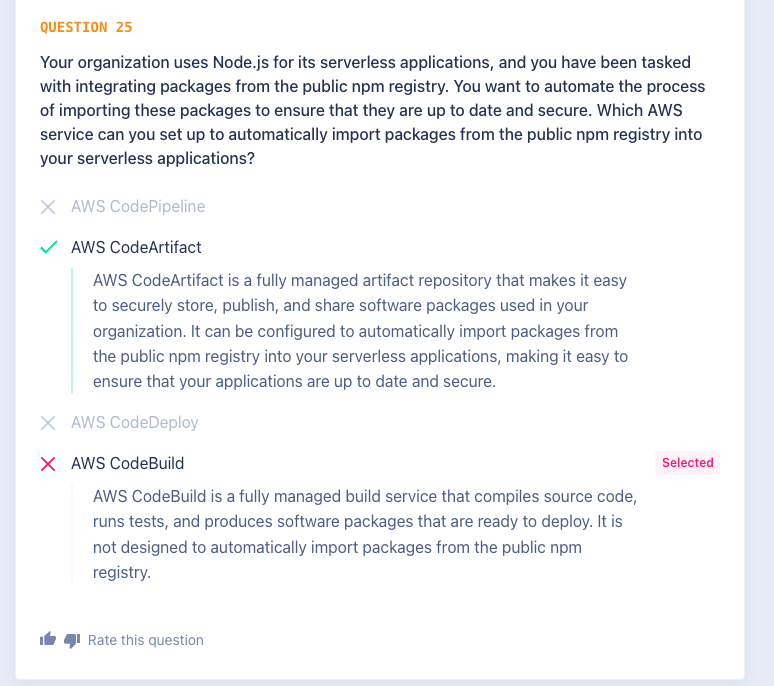 QUESTION 25
Your organization uses Node.js for its serverless applications, and you have been tasked
with integrating packages from the public npm registry. You want to automate the process
of importing these packages to ensure that they are up to date and secure. Which AWS
service can you set up to automatically import packages from the public npm registry into
your serverless applications?
AWS CodePipeline
AWS CodeArtifact
AWS CodeArtifact is a fully managed artifact repository that makes it easy
to securely store, publish, and share software packages used in your
organization. It can be configured to automatically import packages from
the public npm registry into your serverless applications, making it easy to
ensure that your applications are up to date and secure.
AWS CodeDeploy
AWS CodeBuild
Selected
AWS CodeBuild is a fully managed build service that compiles source code,
runs tests, and produces software packages that are ready to deploy. It is
not designed to automatically import packages from the public npm
registry.
Rate this question